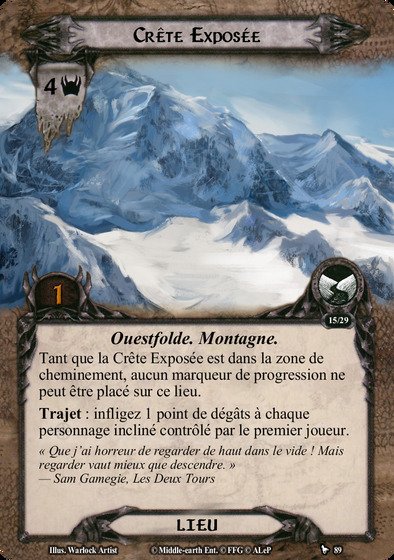 Crête Exposée
4
1
15/29
Ouestfolde. Montagne.
Tant que la Crête Exposée est dans la zone de
cheminement, aucun marqueur de progression ne
peut être placé sur ce lieu.
Trajet : infligez 1 point de dégâts à chaque
personnage incliné contrôlé par le premier joueur.
« Que j'ai horreur de regarder de haut dans le vide ! Mais
regarder vaut mieux que descendre. »
— Sam Gamegie, Les Deux Tours
LIEU
Illus. Warlock Artist
©Middle-earth Ent. © FFG © ALeP
89